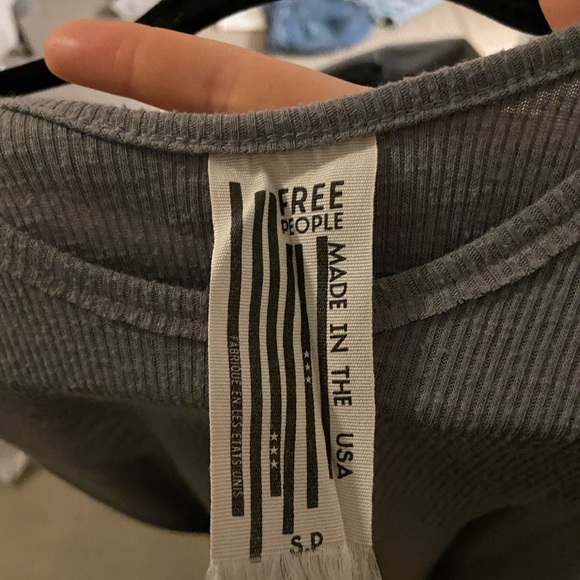 FREE
PEOPLE
MADE IN THE USA
FABRIQUE EN LES ETATS UNIS
S.P